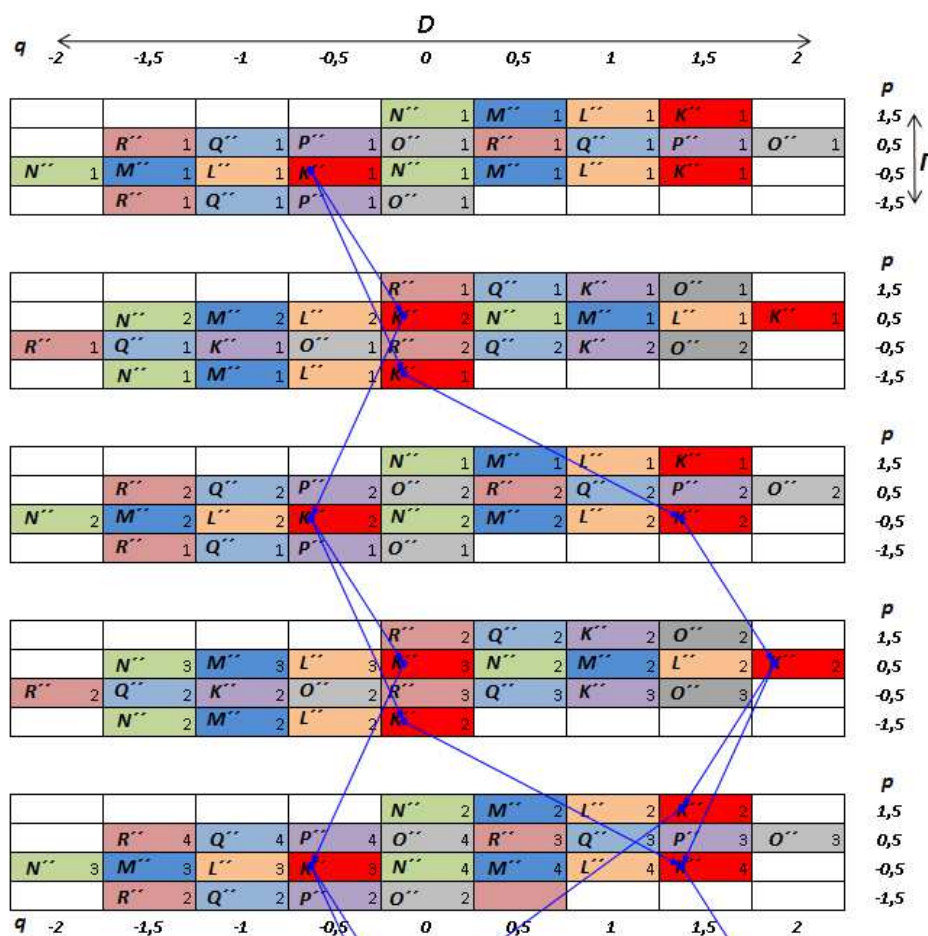 D
q -2 -1,5 -1 -0,5 0 0,5 1 1,5 2
p
N´´ 1 M´´ 1 L´´ 1 K´´ 1 1,5
R´´ 1 Q´´ 1 P´´ 1 O´´ 1 R´´ 1 Q´´ 1 P´´ 1 O´´ 1 0,5
N´´ 1 M´´ 1 L´´ 1 K´´ 1 N´´ 1 M´´ 1 L´´ 1 K´´ 1 -0,5
R´´ 1 Q´´ 1 P´´ 1 O´´ 1 -1,5
p
R´´ 1 Q´´ 1 K´´ 1 O´´ 1 1,5
N´´ 2 M´´ 2 L´´ 2 K´´ 2 N´´ 1 M´´ 1 L´´ 1 K´´ 1 0,5
R´´ 1 Q´´ 1 K´´ 1 O´´ 1 R´´ 2 Q´´ 2 K´´ 2 O´´ 2 -0,5
N´´ 1 M´´ 1 L´´ 1 K´´ 1 -1,5
p
N´´ 1 M´´ 1 L´´ 1 K´´ 1 1,5
R´´ 2 Q´´ 2 P´´ 2 O´´ 2 R´´ 2 Q´´ 2 P´´ 2 O´´ 2 0,5
N´´ 2 M´´ 2 L´´ 2 K´´ 2 N´´ 2 M´´ 2 L´´ 2 K´´ 2 -0,5
R´´ 1 Q´´ 1 P´´ 1 O´´ 1 -1,5
p
R´´ 2 Q´´ 2 K´´ 2 O´´ 2 1,5
N´´ 3 M´´ 3 L´´ 3 K´´ 3 N´´ 2 M´´ 2 L´´ 2 K´´ 2 0,5
R´´ 2 Q´´ 2 K´´ 2 O´´ 2 R´´ 3 Q´´ 3 K´´ 3 O´´ 3 -0,5
N´´ 2 M´´ 2 L´´ 2 K´´ 2 -1,5
p
N´´ 2 M´´ 2 L´´ 2 K´´ 2 1,5
R´´ 4 Q´´ 4 P´´ 4 O´´ 4 R´´ 3 Q´´ 3 P´´ 3 O´´ 3 0,5
N´´ 3 M´´ 3 L´´ 3 K´´ 3 N´´ 4 M´´ 4 L´´ 4 K´´ 4 -0,5
R´´ 2 Q´´ 2 P´´ 2 O´´ 2 -1,5
q -2 -1,5 -1 -0,5 0 0,5 1 1,5 2